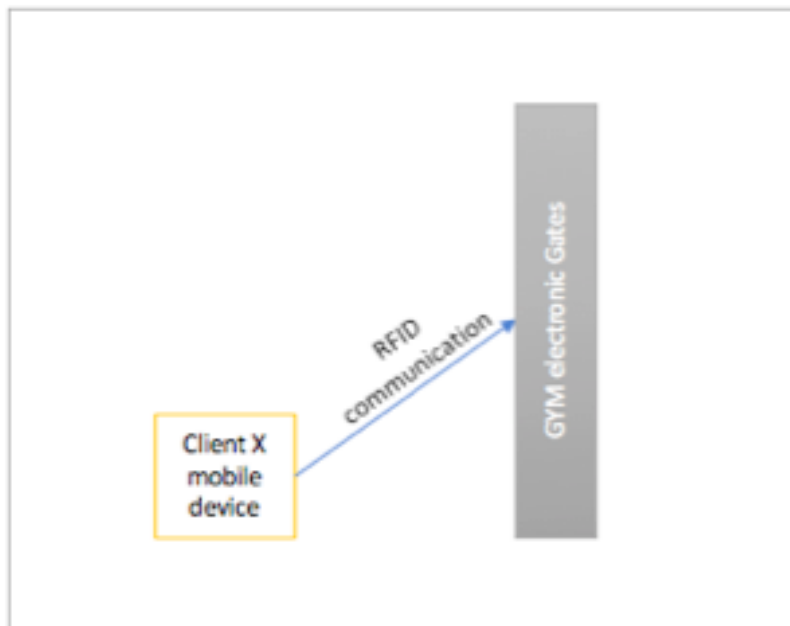 GYM electronic Gates
RFID
communication
Client X
mobile
device